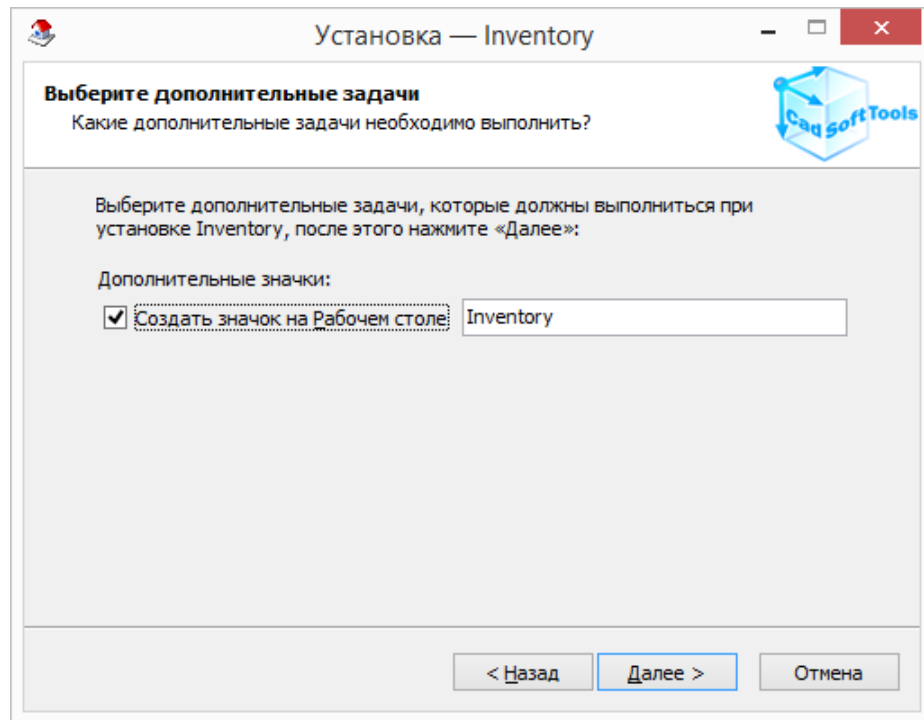 Установка — Inventory
Выберите дополнительные задачи
Какие дополнительные задачи необходимо выполнить?
Cad Soft Tools
Выберите дополнительные задачи, которые должны выполниться при
установке Inventory, после этого нажмите «Далее»:
Дополнительные значки:
Создать значок на Рабочем столе Inventory
< Назад Далее > Отмена